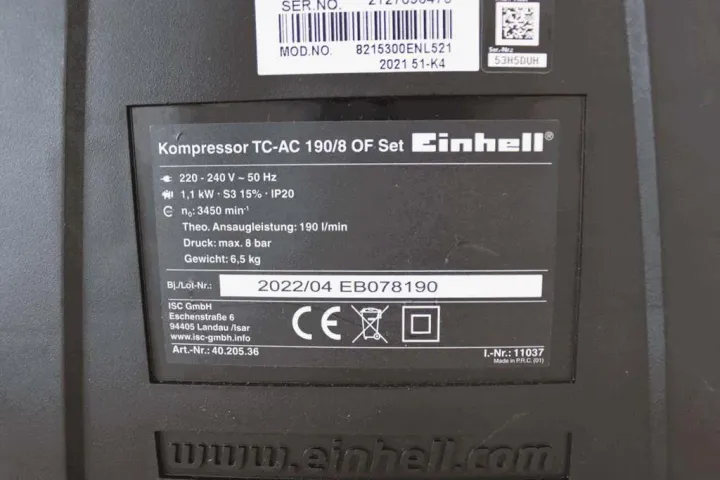 SER.NO.
MOD.NO. 8215300ENL521
2021 51-K4
Ser.-Nr.:
53H5DUH
Kompressor TC-AC 190/8 OF Set Einhell®
220 - 240 V ~ 50 Hz
1,1 kW · S3 15% · IP20
n₀: 3450 min⁻¹
Theo. Ansaugleistung: 190 l/min
Druck: max. 8 bar
Gewicht: 6,5 kg
Bj./Lot-Nr.: 2022/04 EB078190
ISC GmbH
Eschenstraße 6
94405 Landau /Isar
www.isc-gmbh.info
CE
Art.-Nr.: 40.205.36 I.-Nr.: 11037
Made in P.R.C. (01)
www.einhell.com